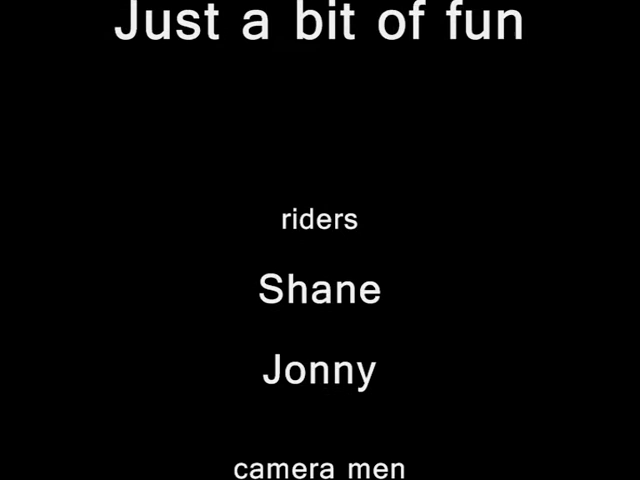 Just a bit of fun
riders
Shane
Jonny
camera men